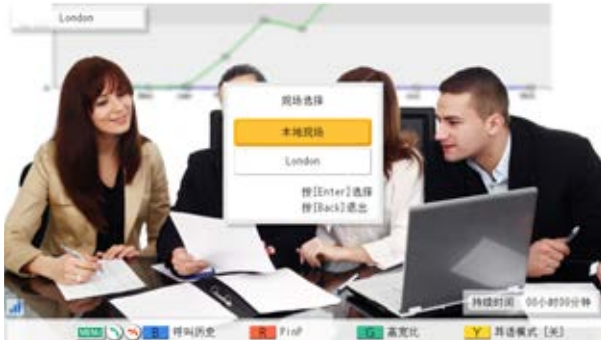 London
现场选择
本地现场
London
按[Enter]选择
按[Back]退出
持续时间 00小时00分钟
MENU B 呼叫历史 R PinP G 高宽比 Y 耳语模式 [关]